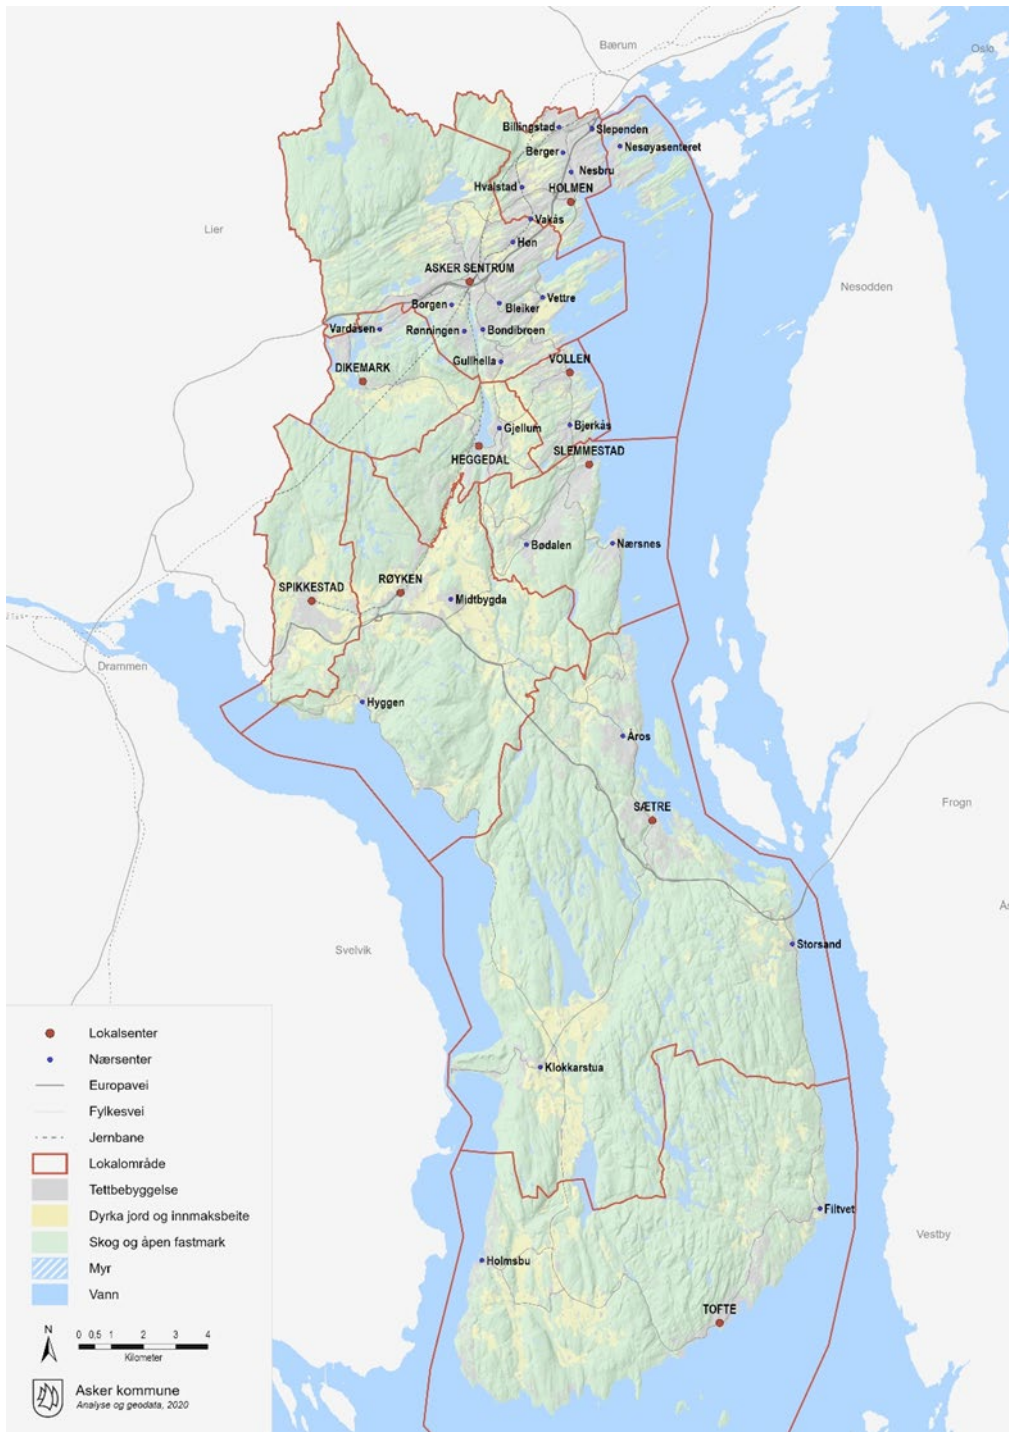 Bærum
Oslo
Billingstad
Slependen
Berger
Nesøyasenteret
Nesbru
Hvalstad
HOLMEN
Vakås
Lier
Høn
ASKER SENTRUM
Nesodden
Borgen
Bleiker
Vettre
Vardåsen
Rønningen
Bondibroen
Gullhella
VOLLEN
DIKEMARK
Gjellum
Bjerkås
HEGGEDAL
SLEMMESTAD
Bødalen
Nærsnes
SPIKKESTAD
RØYKEN
Midtbygda
Drammen
Hyggen
Åros
SÆTRE
Frogn
Svelvik
Storsand
Klokkarstua
Filtvet
Vestby
Holmsbu
TOFTE
Lokalsenter
Nærsenter
Europavei
Fylkesvei
Jernbane
Lokalområde
Tettbebyggelse
Dyrka jord og innmaksbeite
Skog og åpen fastmark
Myr
Vann
N
0 0.5 1 2 3 4
Kilometer
Asker kommune
Analyse og geodata, 2020